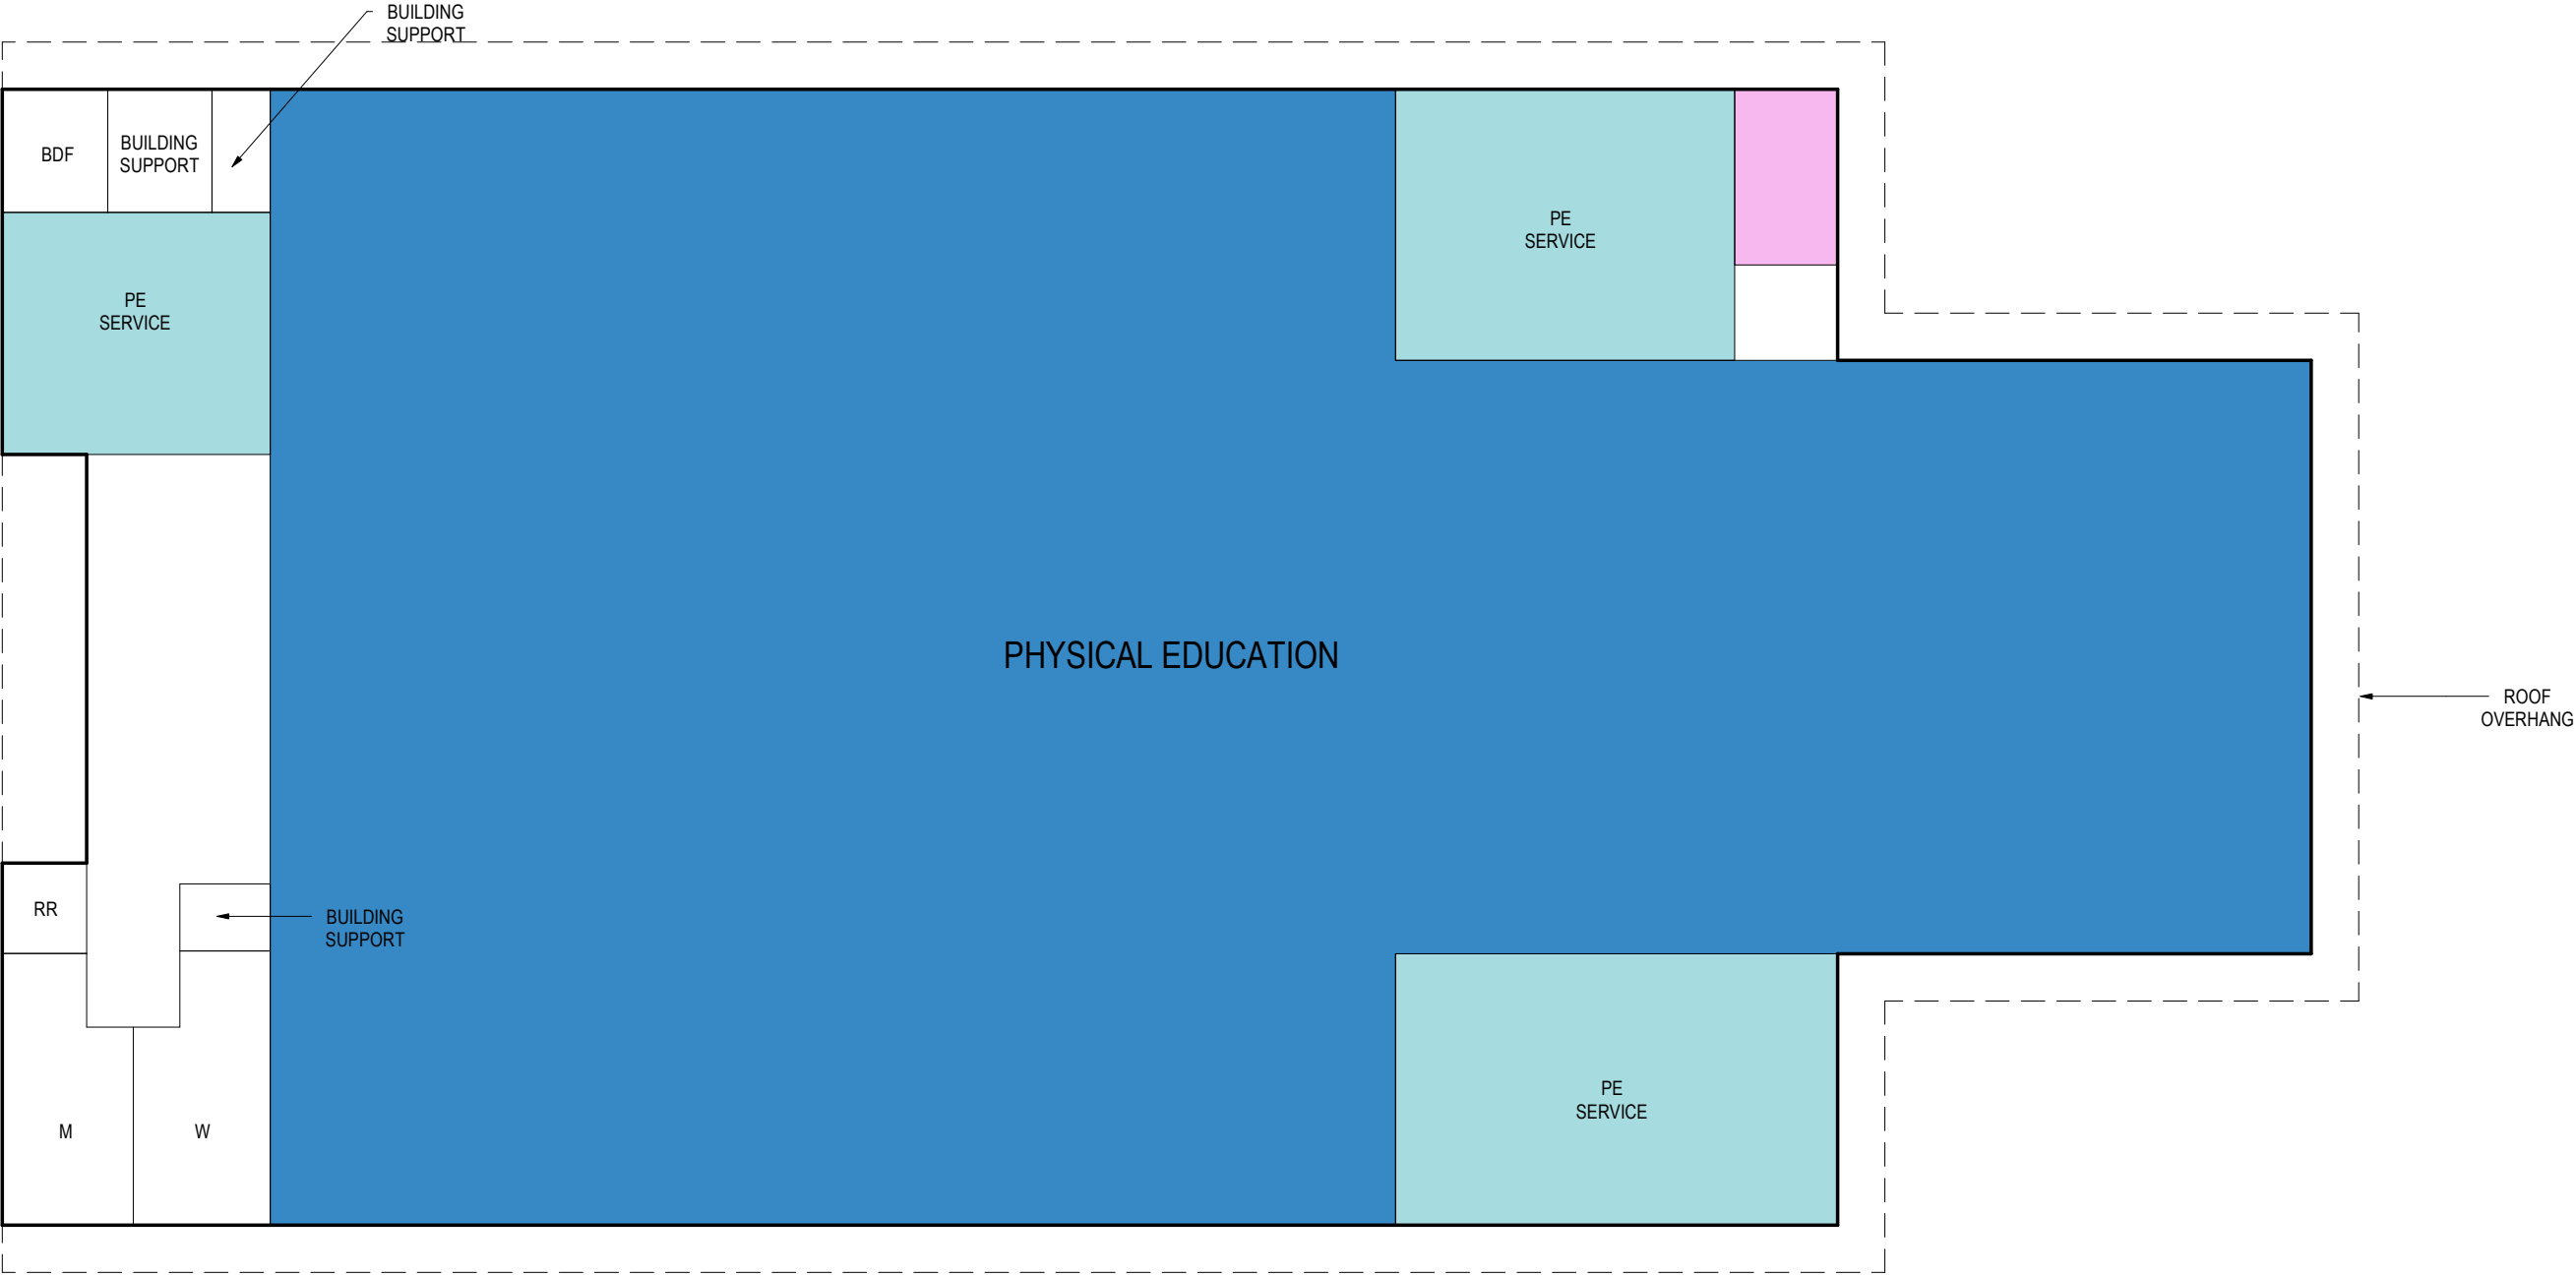 BUILDING
SUPPORT
BDF
BUILDING
SUPPORT
PE
SERVICE
PE
SERVICE
PHYSICAL EDUCATION
ROOF
OVERHANG
RR
BUILDING
SUPPORT
PE
SERVICE
M
W